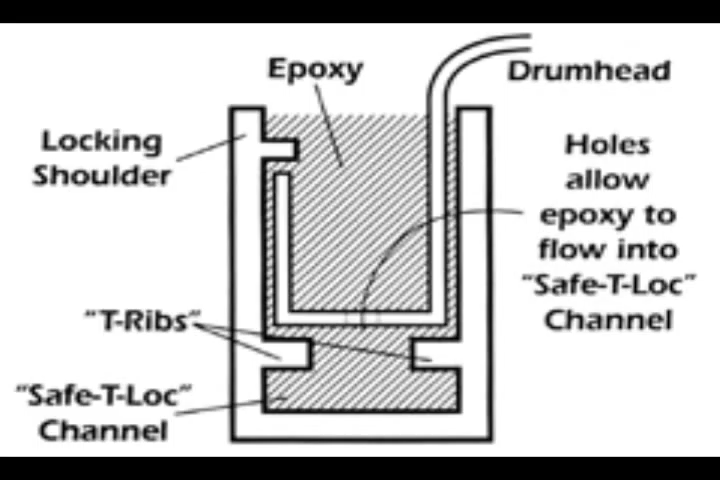 Epoxy
Drumhead
Locking
Shoulder
Holes
allow
epoxy to
flow into
"Safe-T-Loc"
Channel
"T-Ribs"
"Safe-T-Loc"
Channel